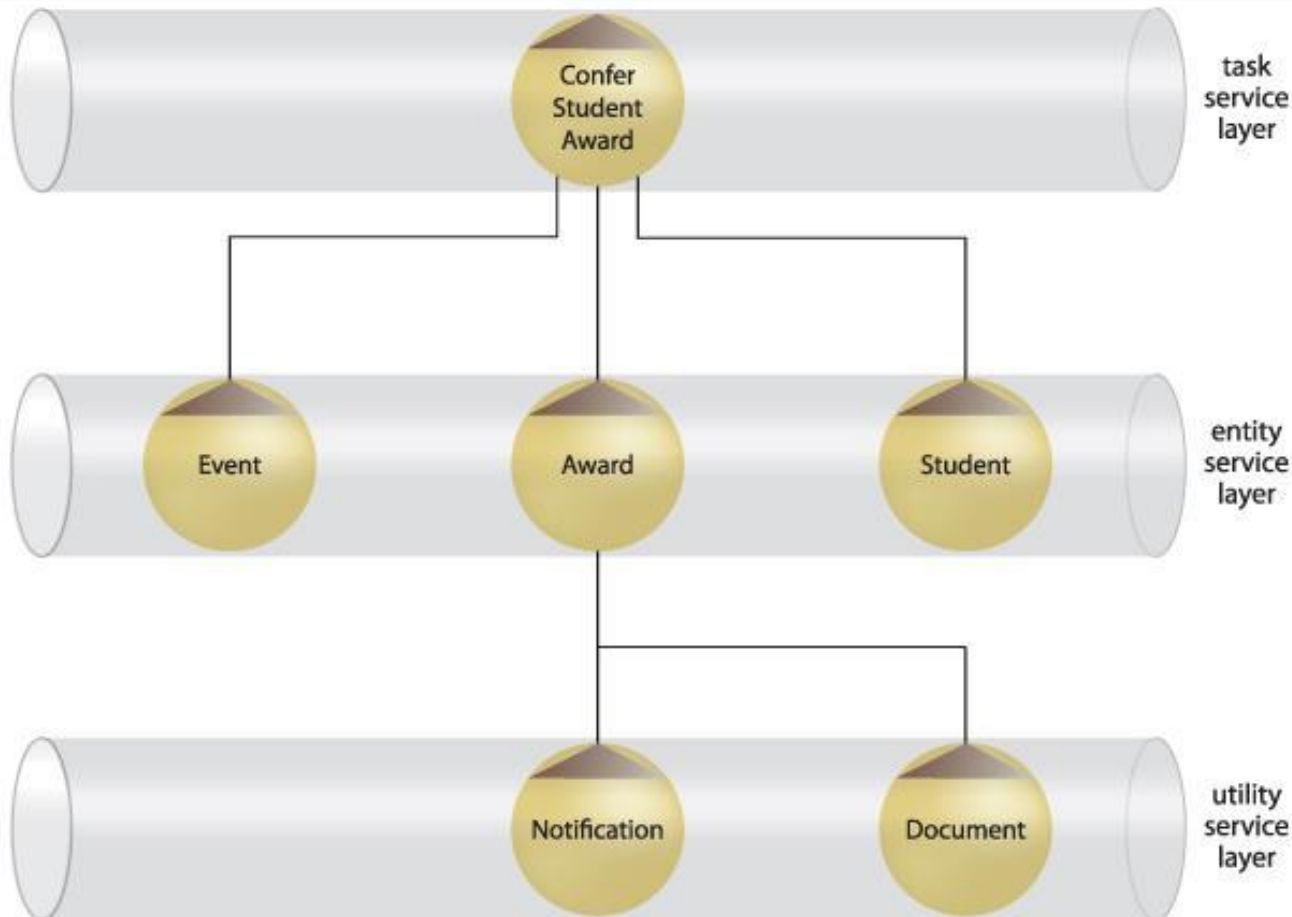 Confer
Student
Award
task
service
layer
Event
Award
Student
entity
service
layer
Notification
Document
utility
service
layer